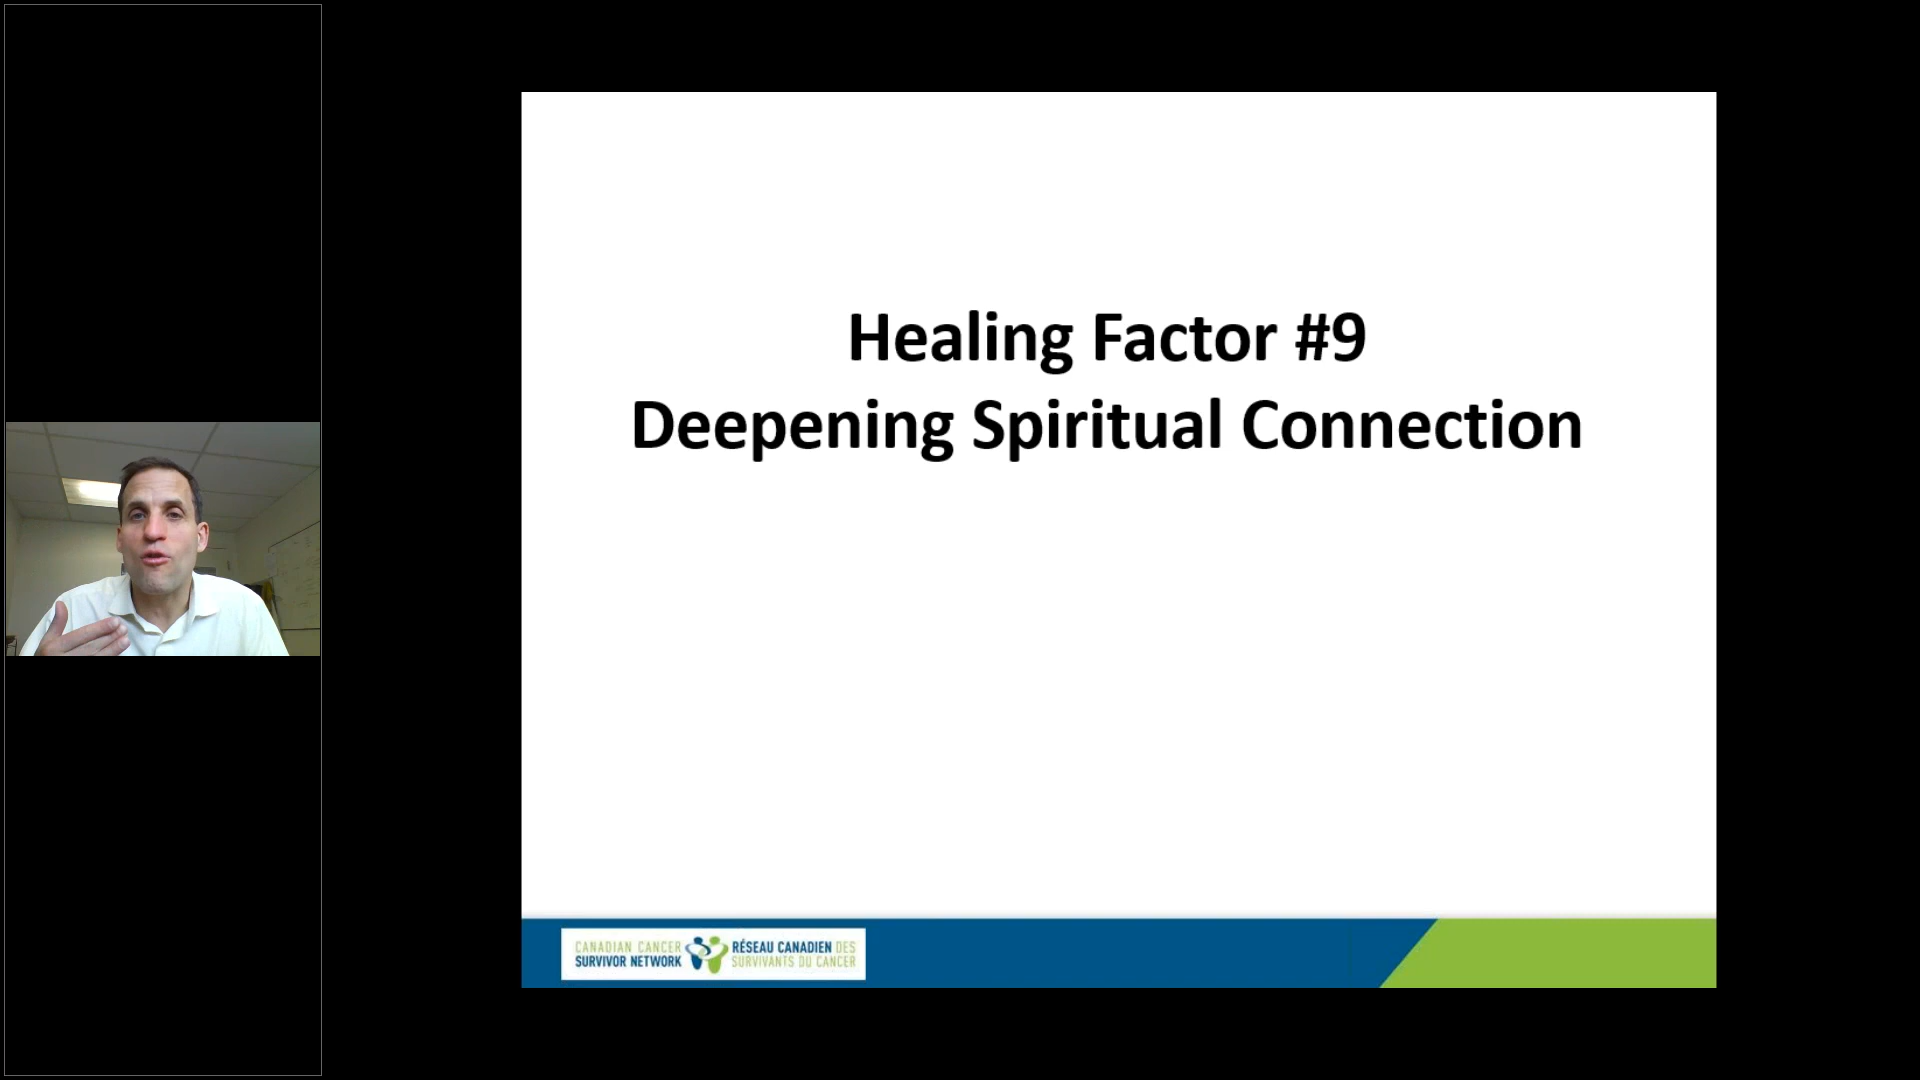 Healing Factor #9
Deepening Spiritual Connection
CANADIAN CANCER
SURVIVOR NETWORK
RÉSEAU CANADIEN DES
SURVIVANTS DU CANCER